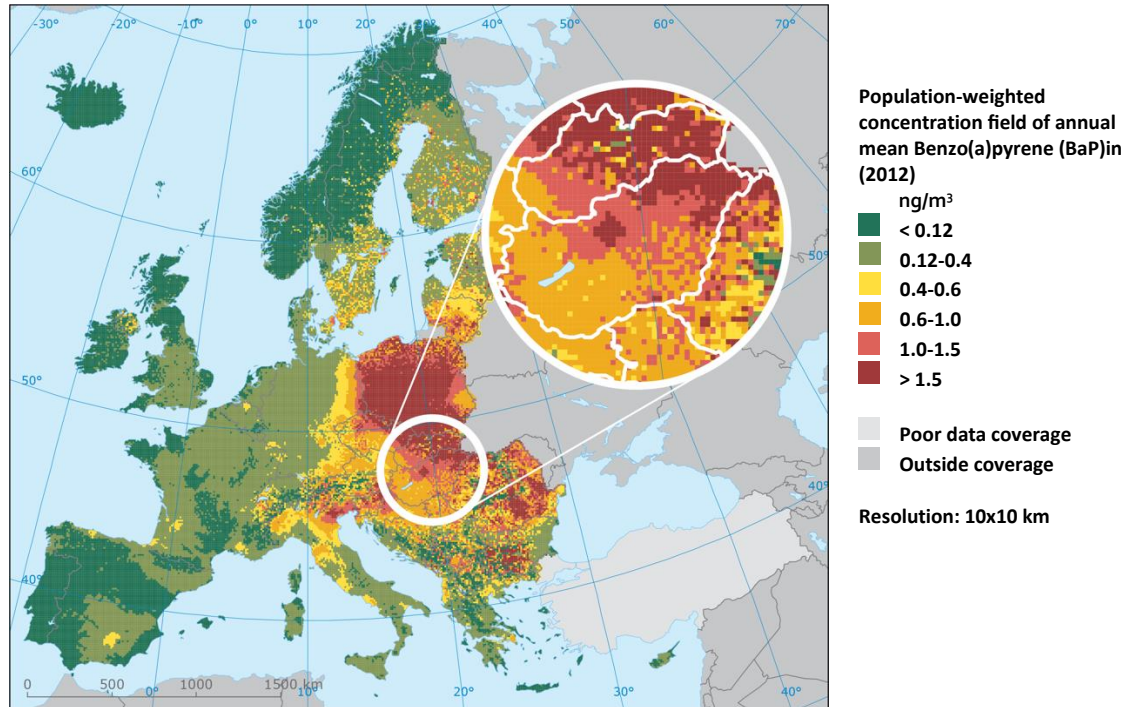 -30° -20° -10° 0° 10° 20° 30° 40° 50° 60° 70°
60°
50°
50°
40°
40°
0 500 1000 1500 km
0° 10° 20° 30° 40°
Population-weighted
concentration field of annual
mean Benzo(a)pyrene (BaP)in
(2012)
ng/m³
< 0.12
0.12-0.4
0.4-0.6
0.6-1.0
1.0-1.5
> 1.5
Poor data coverage
Outside coverage
Resolution: 10x10 km